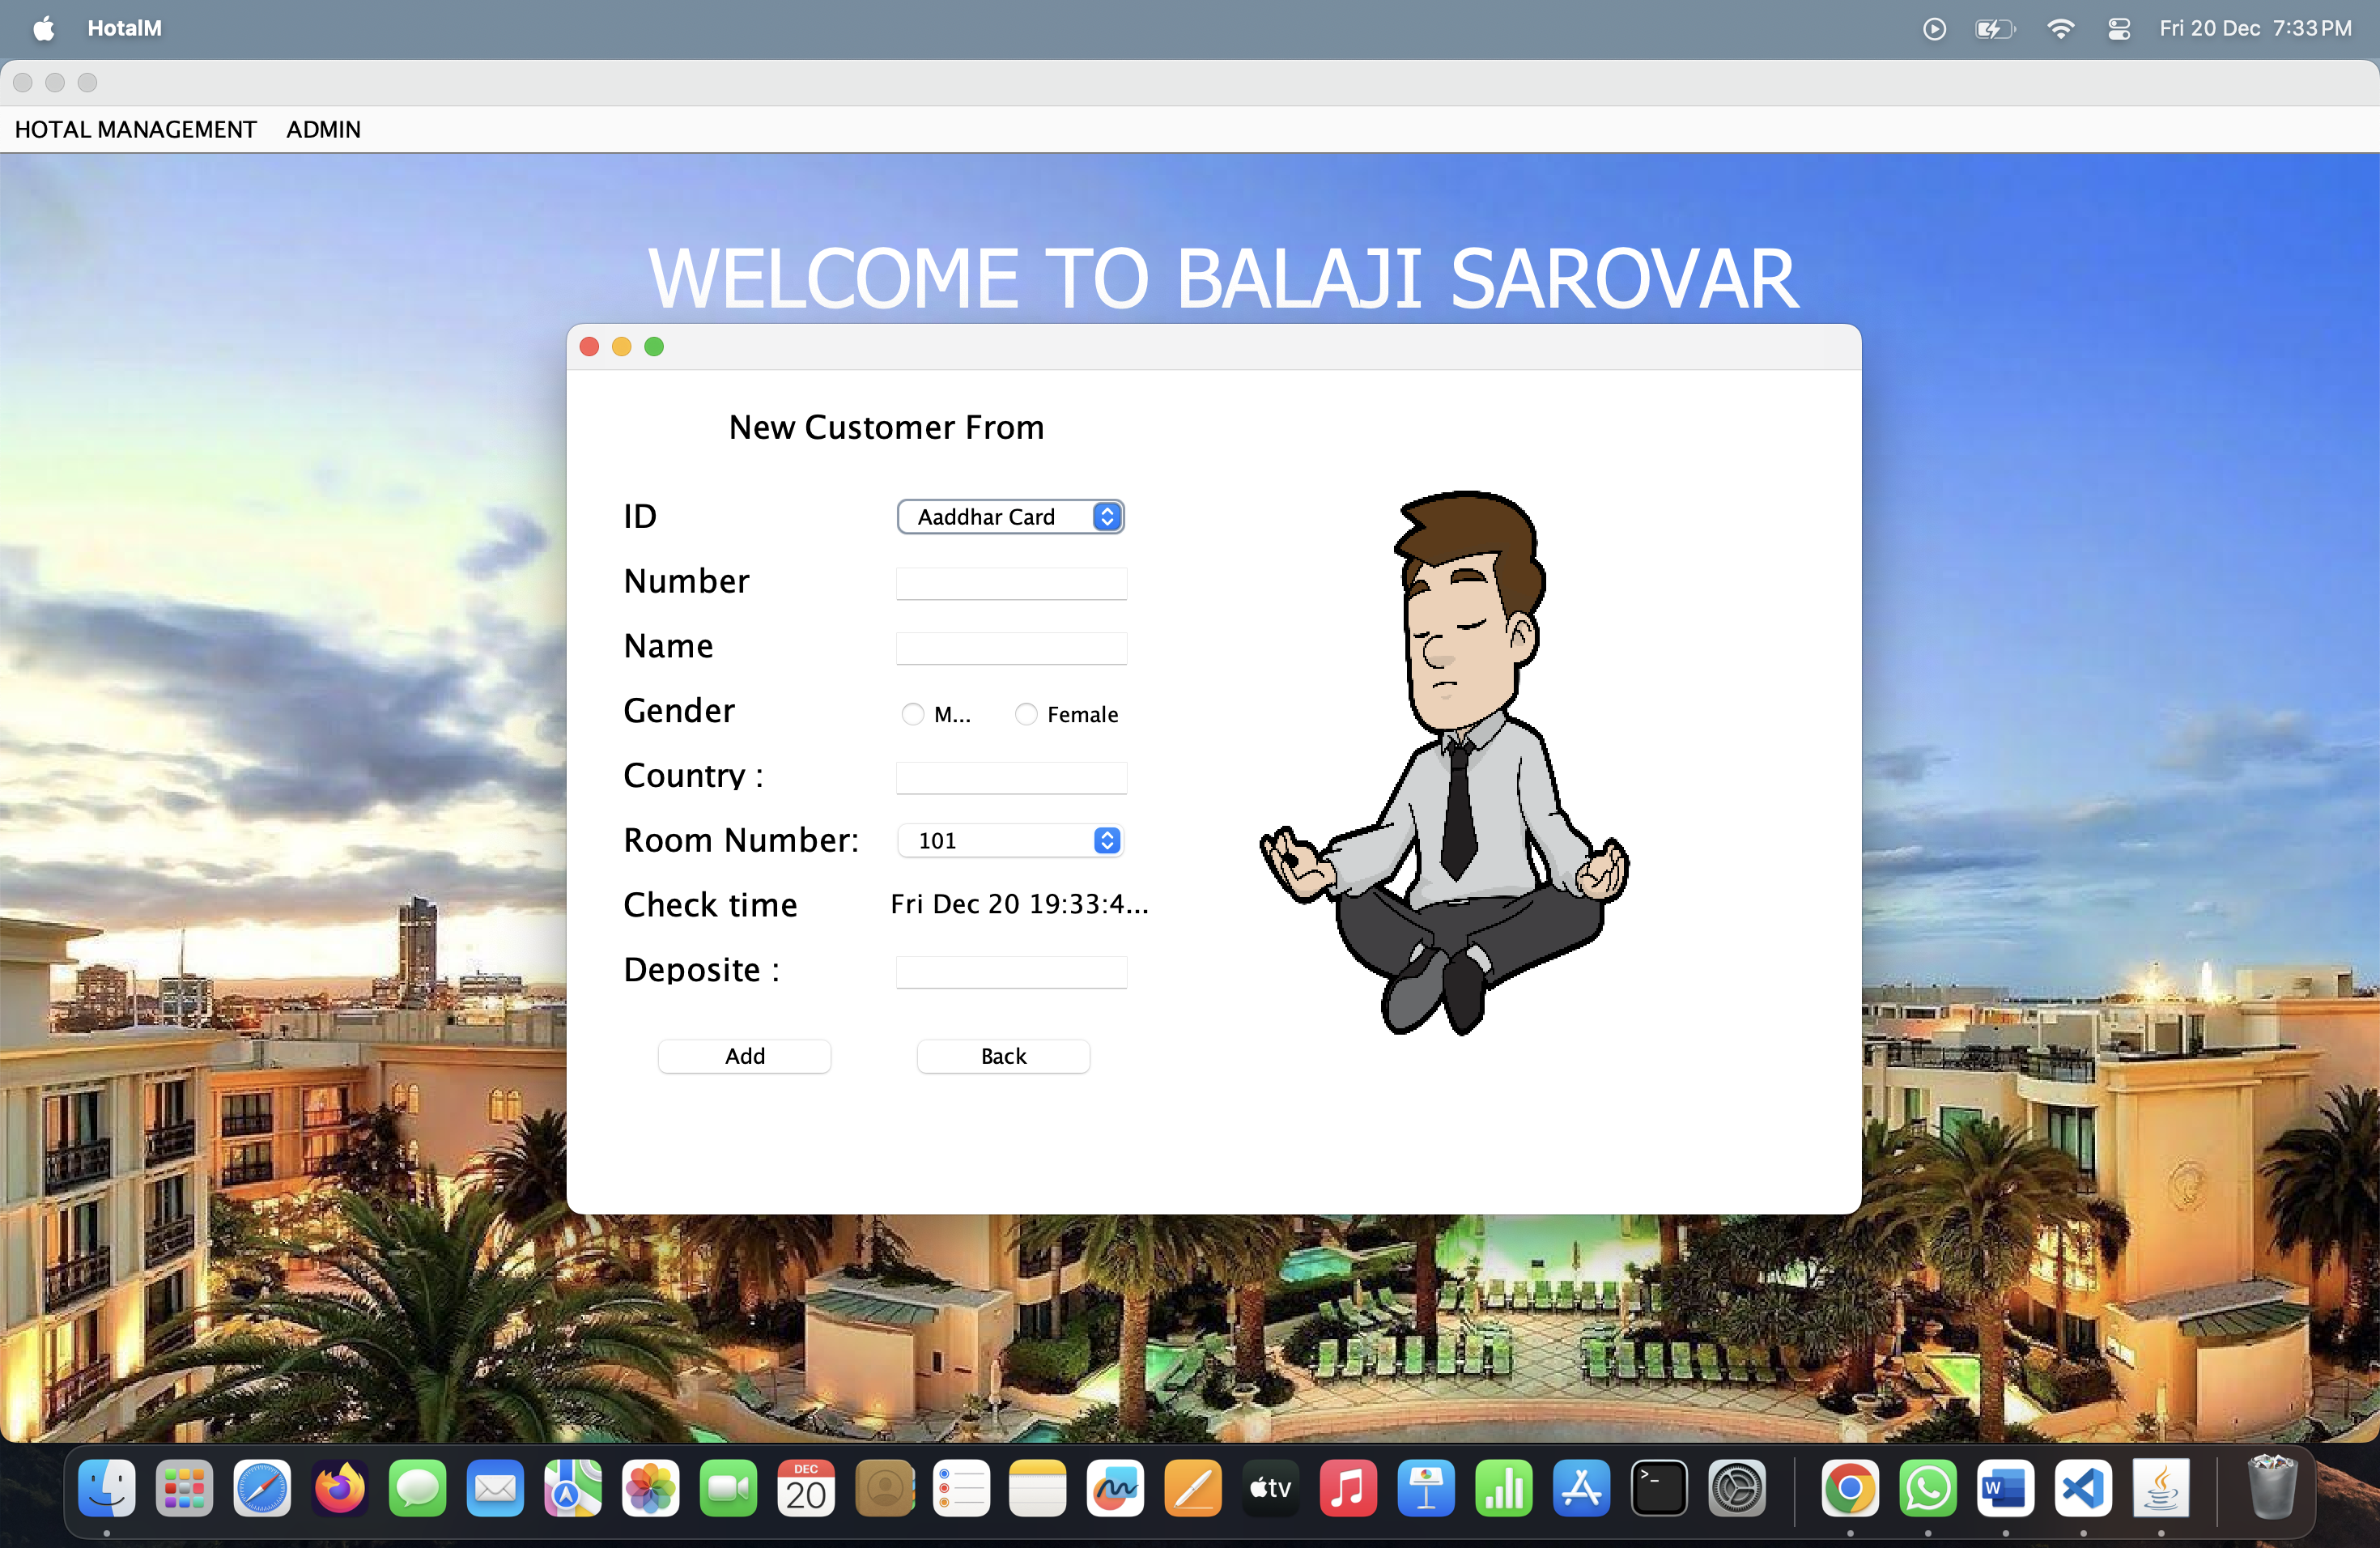 HotalM
Fri 20 Dec 7:33 PM
HOTAL MANAGEMENT ADMIN
WELCOME TO BALAJI SAROVAR
New Customer From
ID Aaddhar Card
Number
Name
Gender M... Female
Country :
Room Number: 101
Check time Fri Dec 20 19:33:4...
Deposite :
Add Back
DEC
20
tv
>_
W